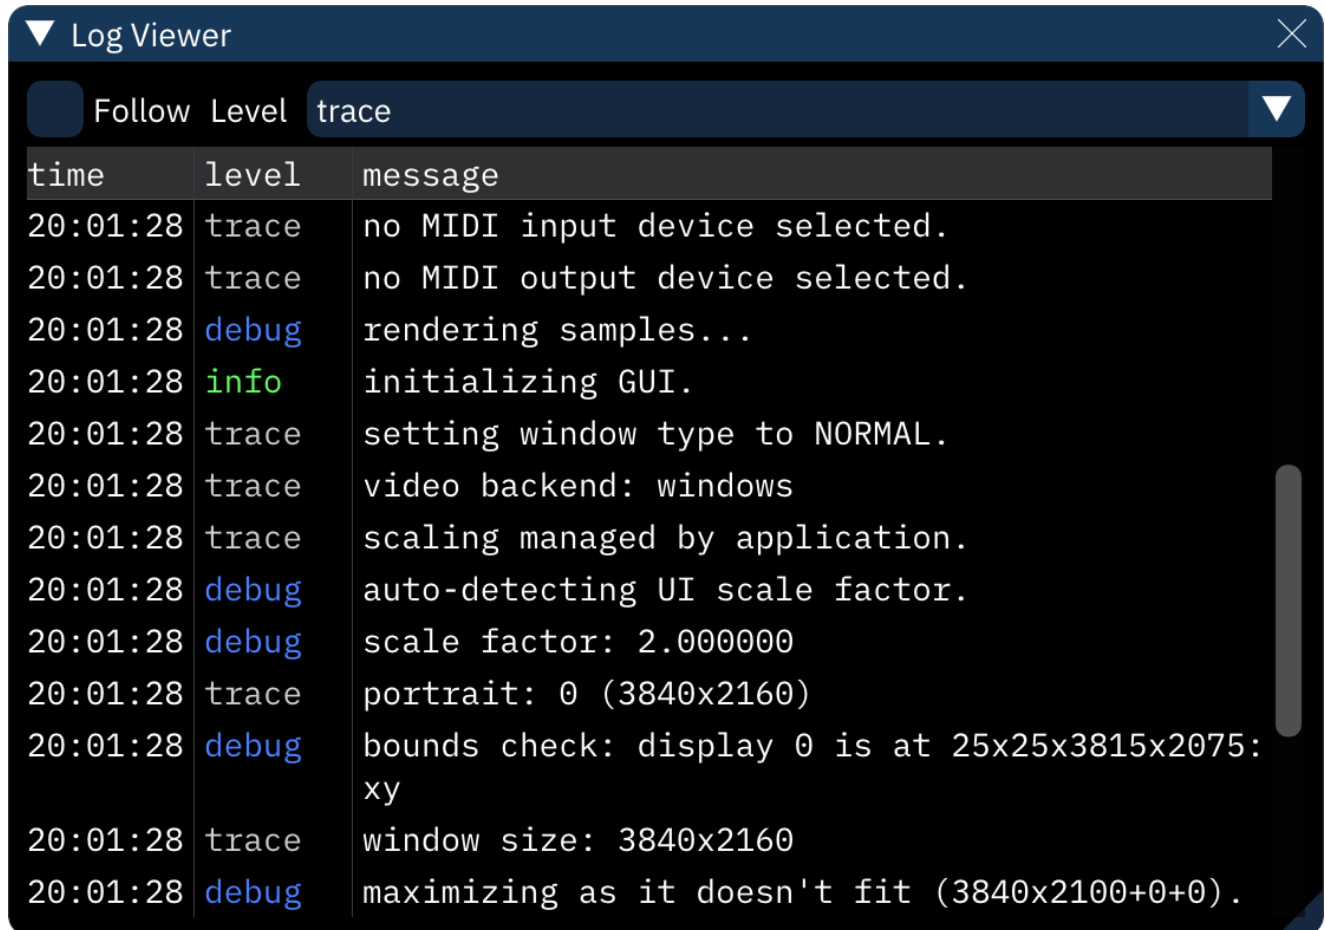 Log Viewer
Follow Level trace
time level message
20:01:28 trace no MIDI input device selected.
20:01:28 trace no MIDI output device selected.
20:01:28 debug rendering samples...
20:01:28 info initializing GUI.
20:01:28 trace setting window type to NORMAL.
20:01:28 trace video backend: windows
20:01:28 trace scaling managed by application.
20:01:28 debug auto-detecting UI scale factor.
20:01:28 debug scale factor: 2.000000
20:01:28 trace portrait: 0 (3840x2160)
20:01:28 debug bounds check: display 0 is at 25x25x3815x2075:
xy
20:01:28 trace window size: 3840x2160
20:01:28 debug maximizing as it doesn't fit (3840x2100+0+0).